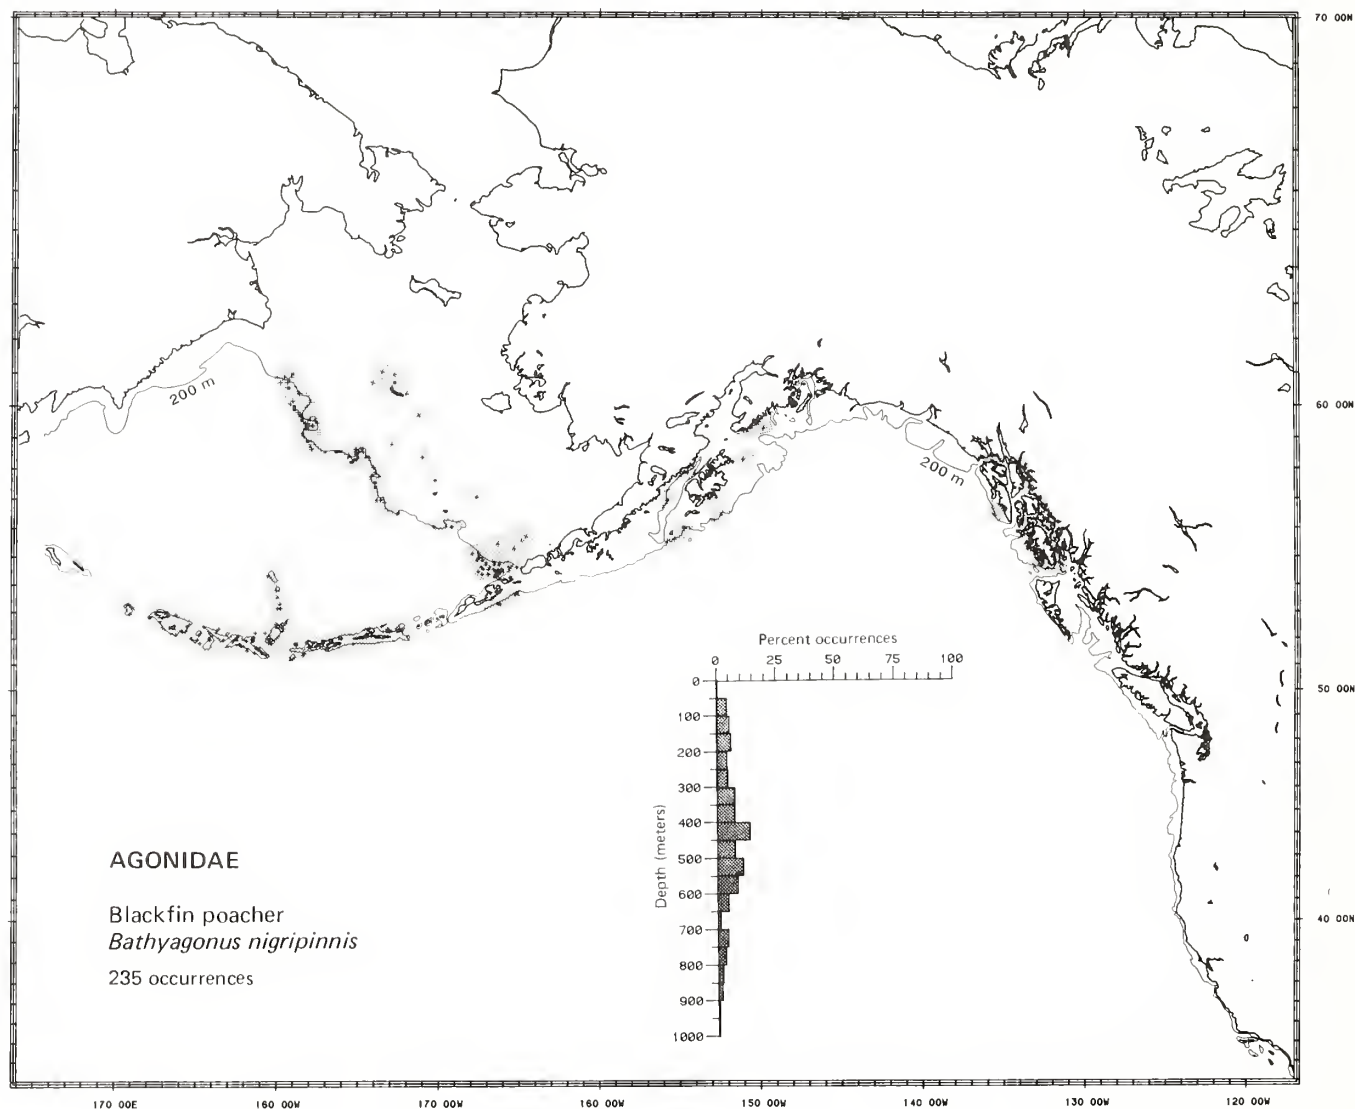 70 00N
200 m
60 00N
200 m
Percent occurrences
0 25 50 75 100
0
50 00N
100
200
300
400
500
600
700
800
900
1000
Depth (meters)
AGONIDAE
Blackfin poacher
Bathyagonus nigripinnis
235 occurrences
40 00N
170 00E 160 00W 170 00W 160 00W 150 00W 140 00W 130 00W 120 00W